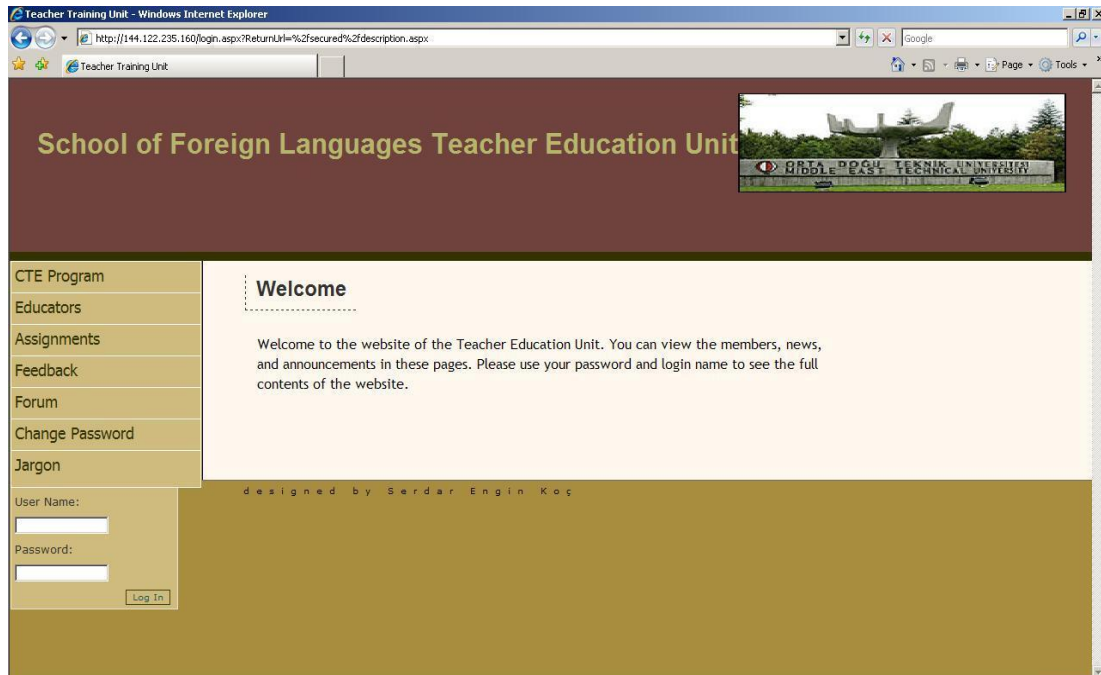 Teacher Training Unit - Windows Internet Explorer
http://144.122.235.160/login.aspx?ReturnUrl=%2fsecured%2fdescription.aspx
Google
Teacher Training Unit
Page
Tools
School of Foreign Languages Teacher Education Unit
ORTA DOĞU TEKNIK UNIVERSITESI
MIDDLE EAST TECHNICAL UNIVERSITY
CTE Program
Educators
Assignments
Feedback
Forum
Change Password
Jargon
User Name:
Password:
Log In
Welcome
Welcome to the website of the Teacher Education Unit. You can view the members, news,
and announcements in these pages. Please use your password and login name to see the full
contents of the website.
designed by Serdar Engin Koç